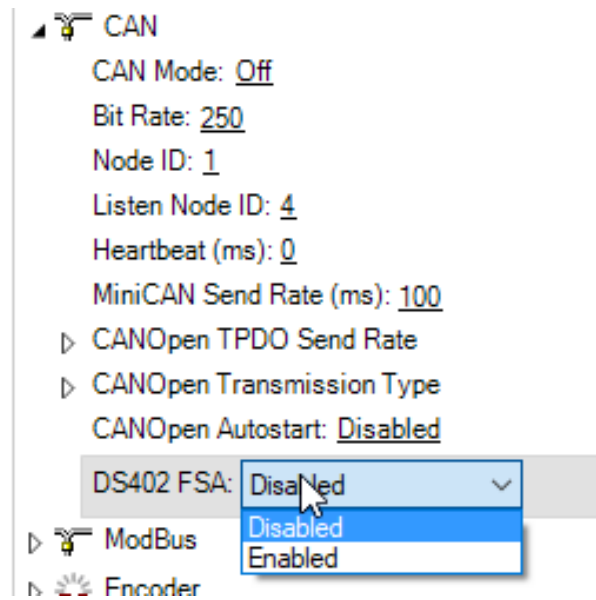 CAN
CAN Mode: Off
Bit Rate: 250
Node ID: 1
Listen Node ID: 4
Heartbeat (ms): 0
MiniCAN Send Rate (ms): 100
CANOpen TPDO Send Rate
CANOpen Transmission Type
CANOpen Autostart: Disabled
DS402 FSA: Disabled
Disabled
ModBus
Enabled
Encoder